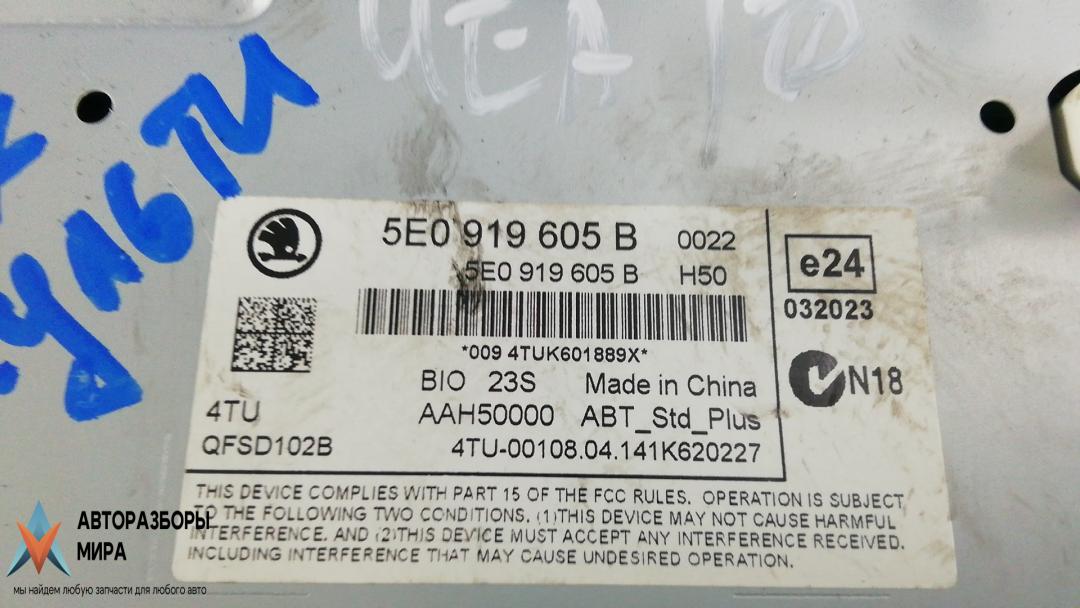 5E0 919 605 B 0022
5E0 919 605 B H50
e24
032023
*009 4TUK601889X*
N18
BIO 23S Made in China
4TU AAH50000 ABT_Std_Plus
QFSD102B 4TU-00108.04.141K620227
THIS DEVICE COMPLIES WITH PART 15 OF THE FCC RULES. OPERATION IS SUBJECT
TO THE FOLLOWING TWO CONDITIONS. (1)THIS DEVICE MAY NOT CAUSE HARMFUL
INTERFERENCE. AND (2)THIS DEVICE MUST ACCEPT ANY INTERFERENCE RECEIVED.
INCLUDING INTERFERENCE THAT MAY CAUSE UNDESIRED OPERATION.
АВТОРАЗБОРЫ
МИРА
мы найдем любую запчасти для любого авто